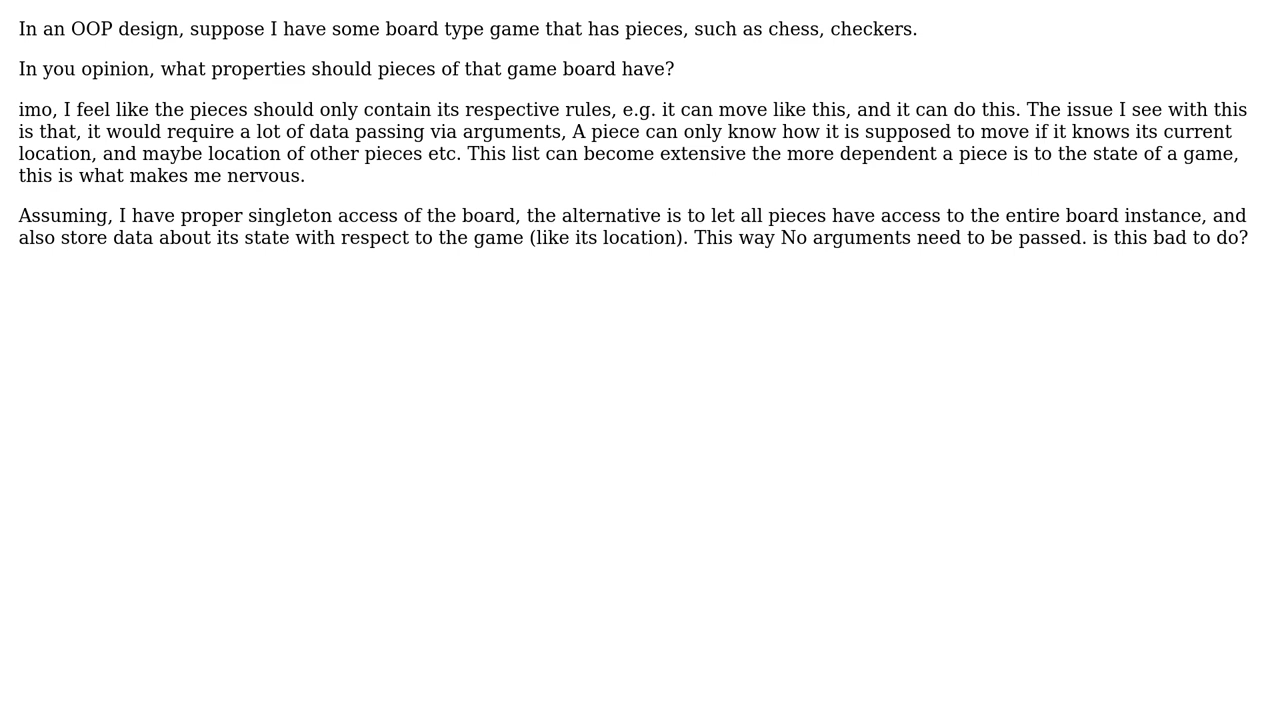 In an OOP design, suppose I have some board type game that has pieces, such as chess, checkers.
In you opinion, what properties should pieces of that game board have?
imo, I feel like the pieces should only contain its respective rules, e.g. it can move like this, and it can do this. The issue I see with this
is that, it would require a lot of data passing via arguments, A piece can only know how it is supposed to move if it knows its current
location, and maybe location of other pieces etc. This list can become extensive the more dependent a piece is to the state of a game,
this is what makes me nervous.
Assuming, I have proper singleton access of the board, the alternative is to let all pieces have access to the entire board instance, and
also store data about its state with respect to the game (like its location). This way No arguments need to be passed. is this bad to do?